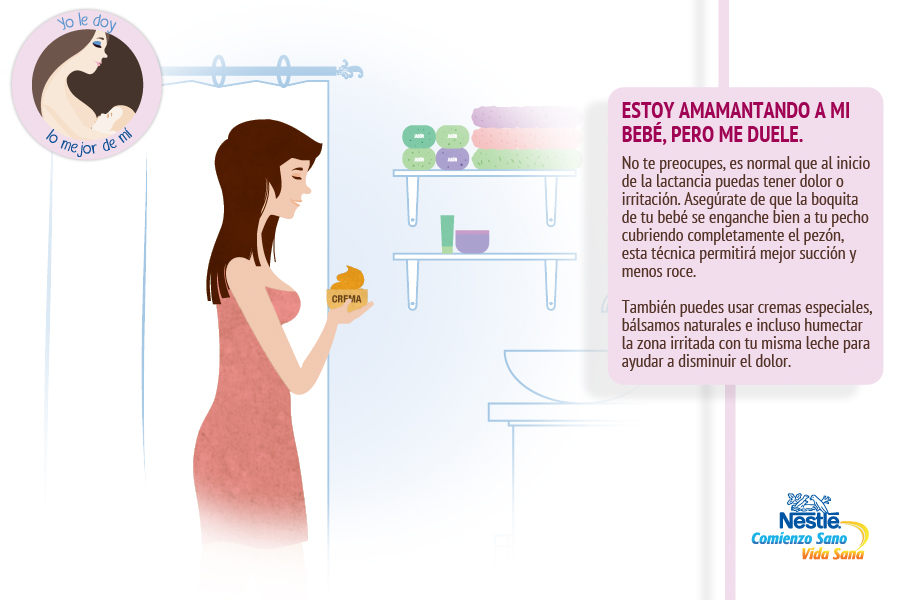 Yo le doy
lo mejor de mí
CREMA
ESTOY AMAMANTANDO A MI
BEBÉ, PERO ME DUELE.
No te preocupes, es normal que al inicio
de la lactancia puedas tener dolor o
irritación. Asegúrate de que la boquita
de tu bebé se enganche bien a tu pecho
cubriendo completamente el pezón,
esta técnica permitirá mejor succión y
menos roce.
También puedes usar cremas especiales,
bálsamos naturales e incluso humectar
la zona irritada con tu misma leche para
ayudar a disminuir el dolor.
Nestlé
Comienzo Sano
Vida Sana